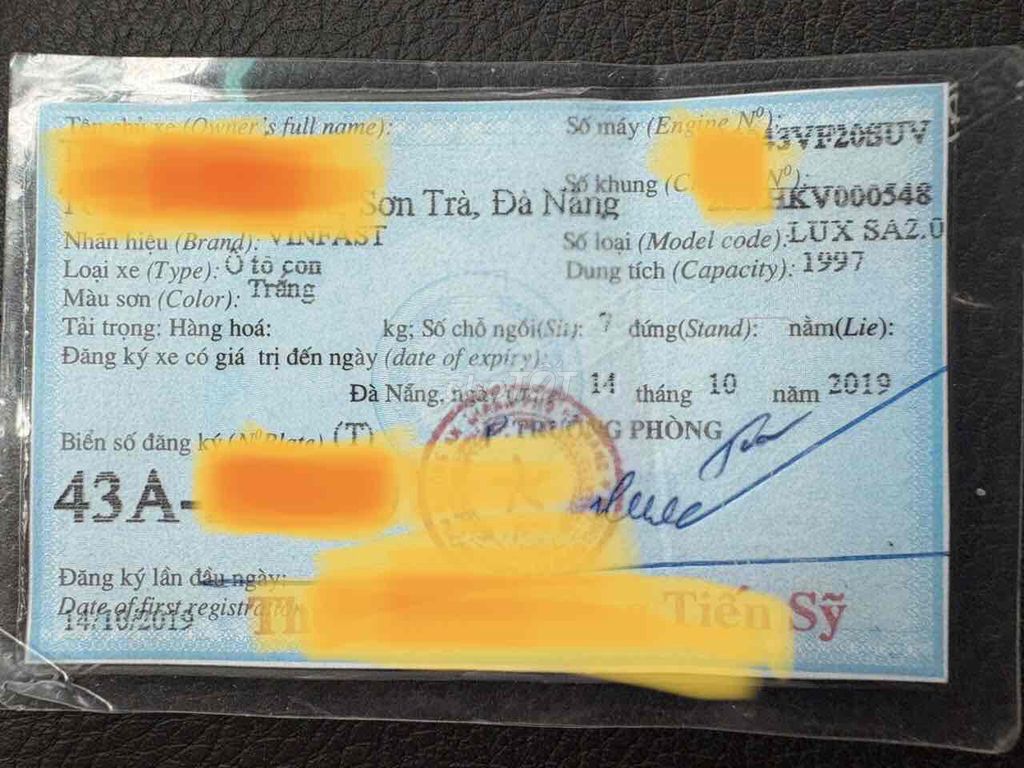 Tên chủ xe (Owner's full name):
Số máy (Engine Nº):
43VF20SUV
Số khung (C Nº):
HKV000548
Sơn Trà, Đà Nẵng
Nhãn hiệu (Brand): VINFAST
Số loại (Model code): LUX SA2.0
Loại xe (Type): Ô tô con
Dung tích (Capacity): 1997
Màu sơn (Color): Trắng
Tải trọng: Hàng hoá: kg; Số chỗ ngồi(Sit): 7 đứng(Stand): nằm(Lie):
Đăng ký xe có giá trị đến ngày (date of expiry):
Đà Nẵng, ngày 14 tháng 10 năm 2019
Biển số đăng ký (Nº Plate) (T)
P. TRƯỞNG PHÒNG
43A-
Đăng ký lần đầu ngày:
Date of first registration
14/10/2019
Th Tiến Sỹ